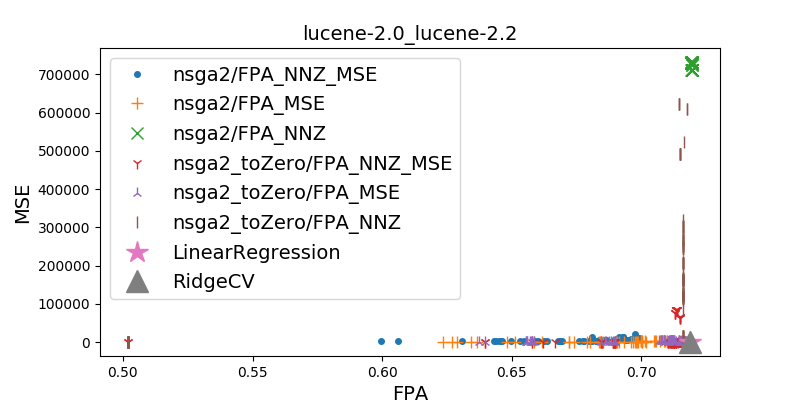 lucene-2.0_lucene-2.2
MSE
700000
600000
500000
400000
300000
200000
100000
0
nsga2/FPA_NNZ_MSE
nsga2/FPA_MSE
nsga2/FPA_NNZ
nsga2_toZero/FPA_NNZ_MSE
nsga2_toZero/FPA_MSE
nsga2_toZero/FPA_NNZ
LinearRegression
RidgeCV
0.50 0.55 0.60 0.65 0.70
FPA